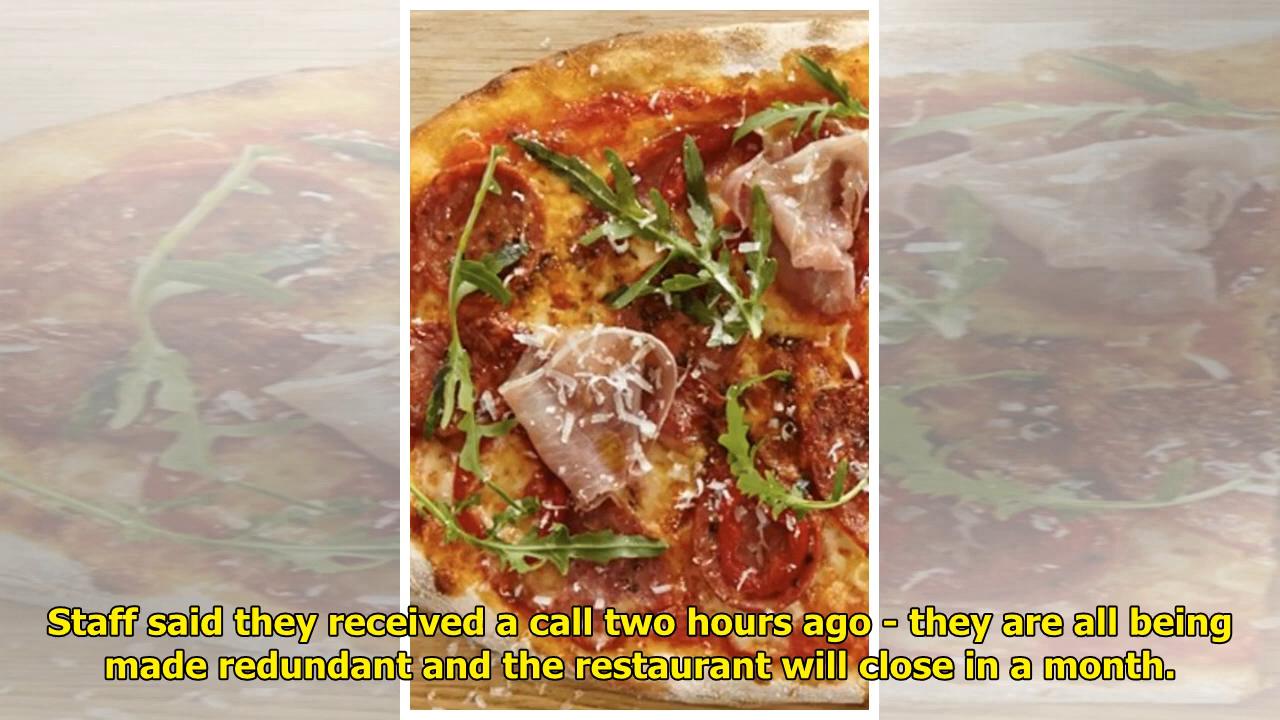 Staff said they received a call two hours ago - they are all being
made redundant and the restaurant will close in a month.